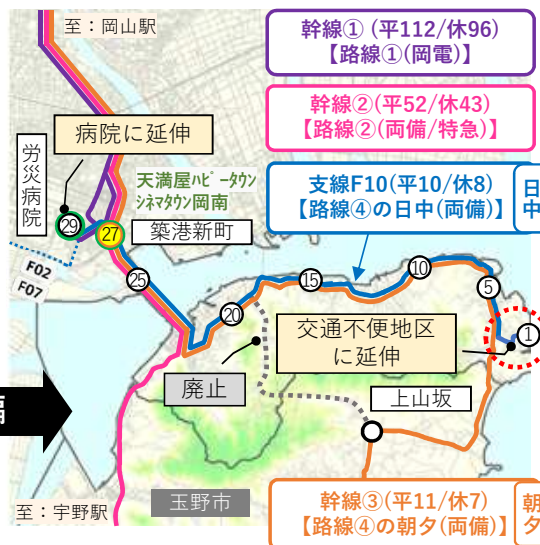 至：岡山駅
幹線①（平112/休96）
【路線①(岡電)】
幹線②(平52/休43)
【路線②(両備/特急)】
病院に延伸
労災病院
天満屋ハピータウン
シネマタウン岡南
支線F10(平10/休8)
【路線④の日中(両備)】
日
中
29
27
築港新町
F02
F07
25
20
15
10
5
1
交通不便地区
に延伸
廃止
上山坂
玉野市
至：宇野駅
幹線③(平11/休7)
【路線④の朝夕(両備)】
朝
夕